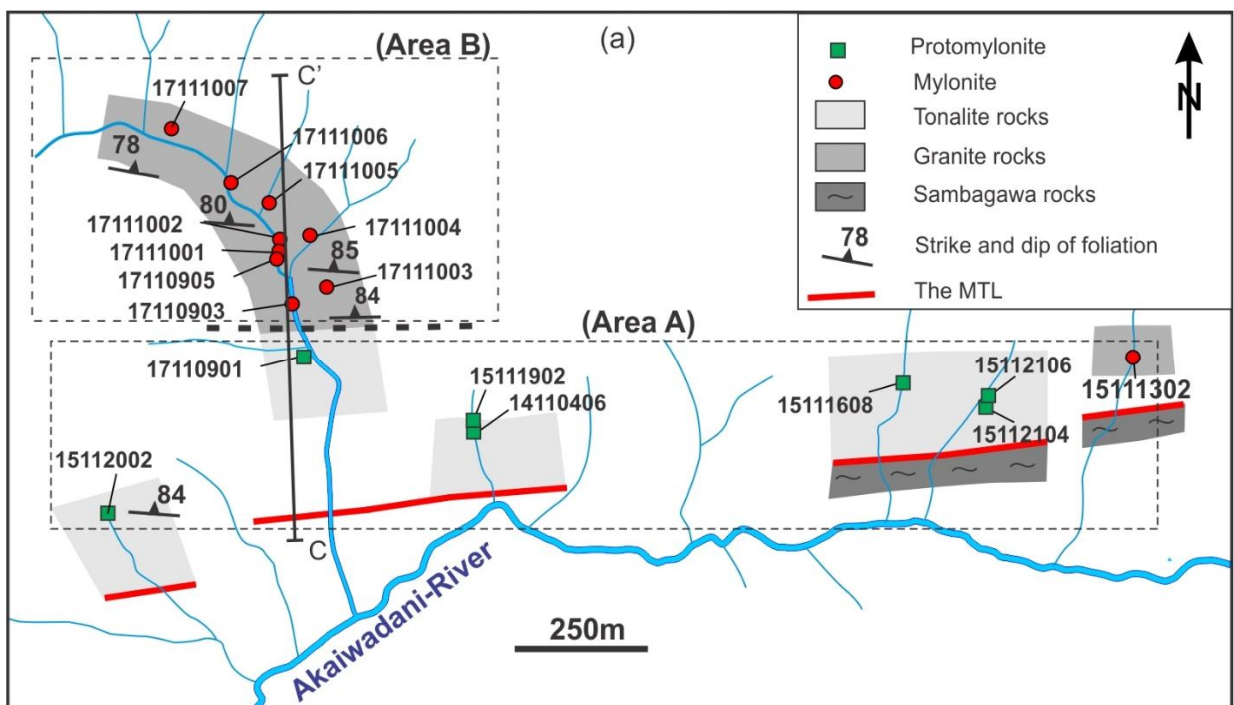 (a)
(Area B)
C'
17111007
78
17111006
17111005
80
17111002
17111004
17111001
85
17110905
17111003
17110903
84
(Area A)
17110901
15111902
14110406
15111608
15112106
15112104
15111302
15112002
84
C
Akaiwadani-River
250m
Protomylonite
Mylonite
Tonalite rocks
Granite rocks
Sambagawa rocks
78
Strike and dip of foliation
The MTL
N